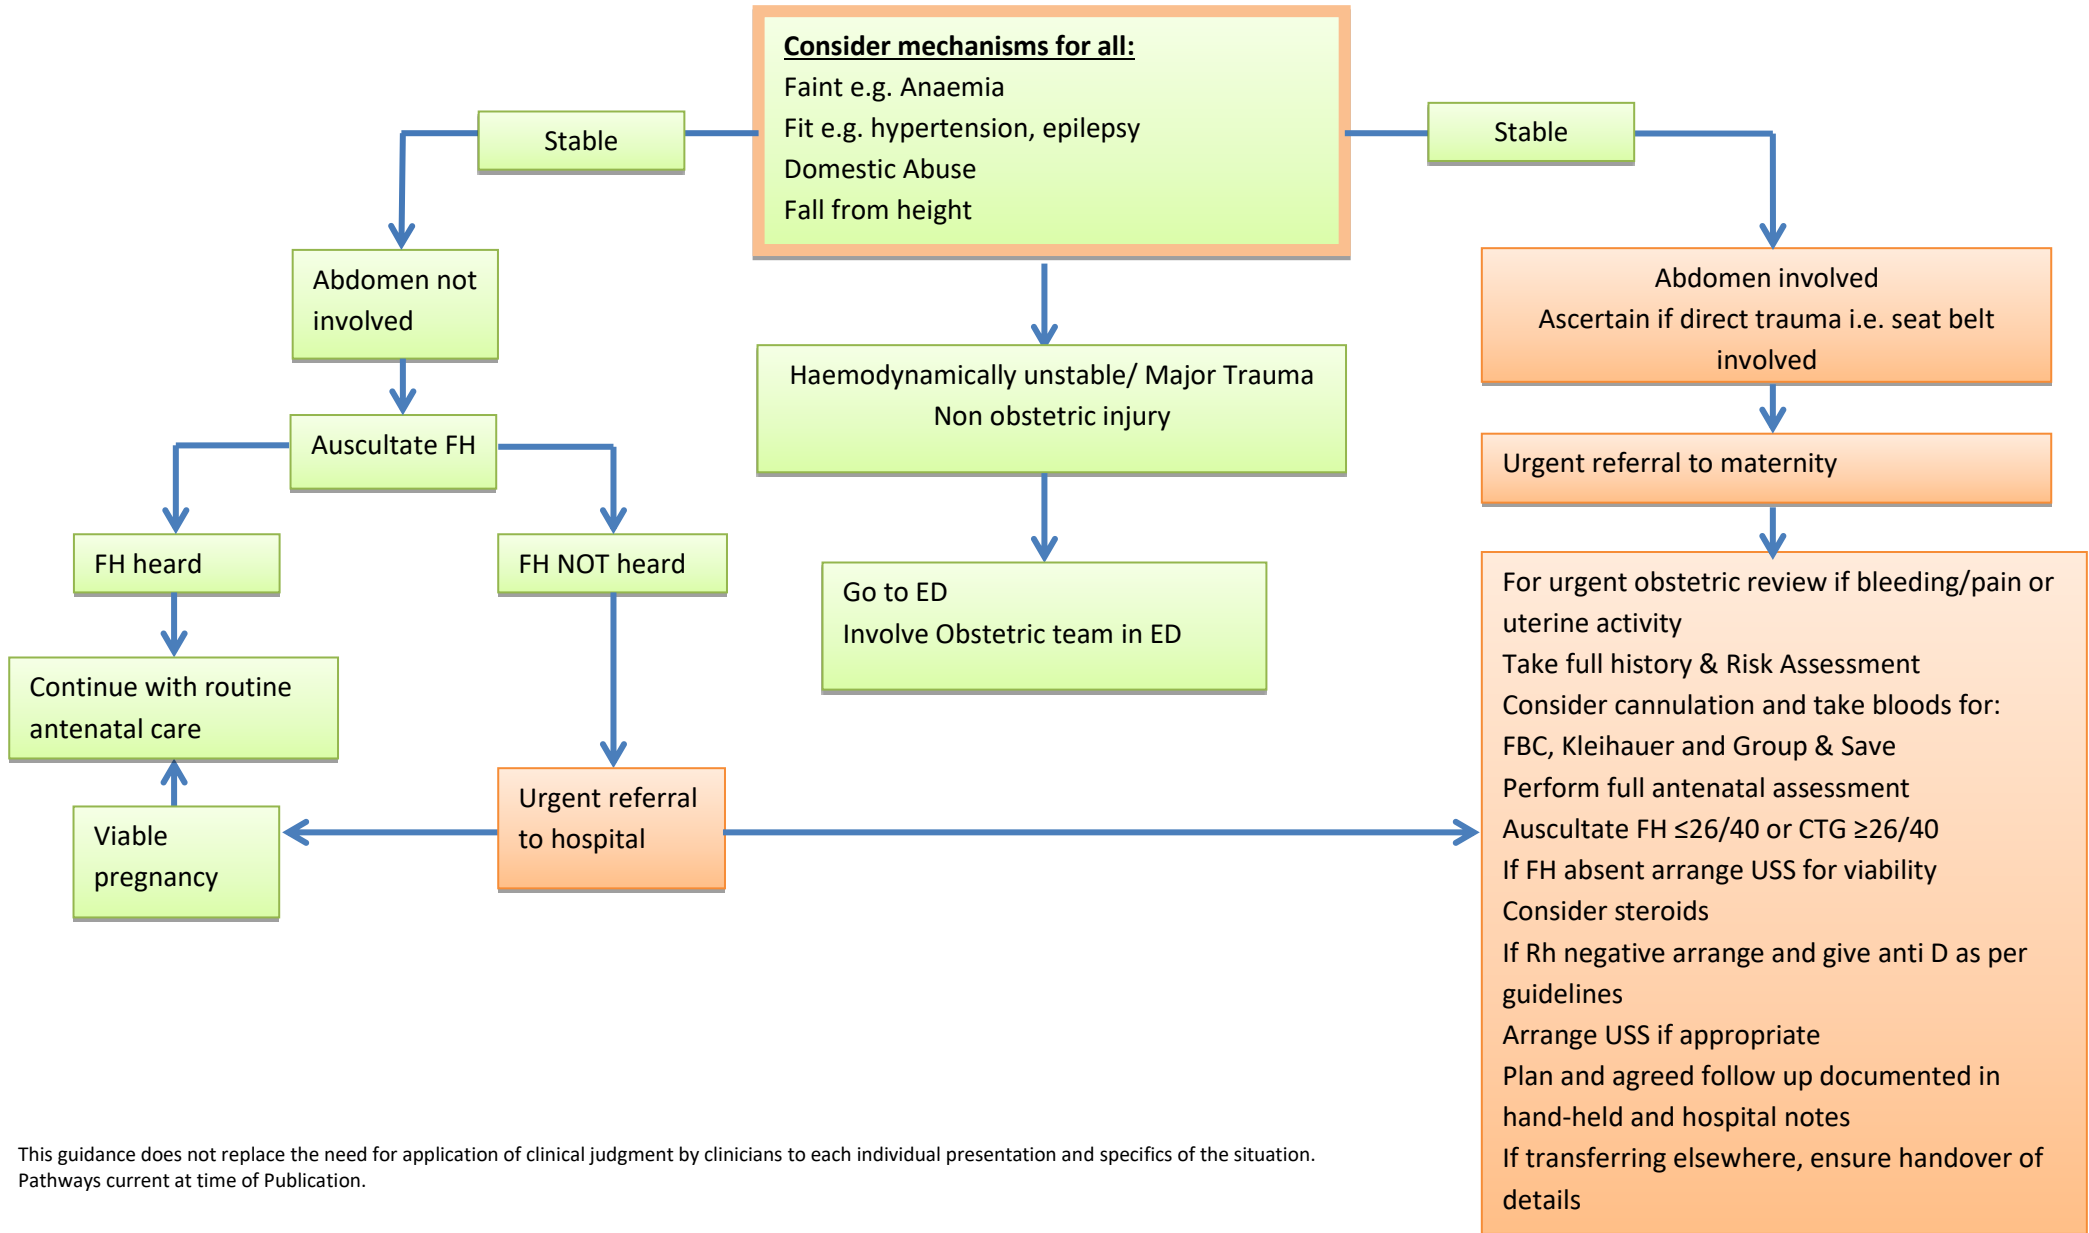 Consider mechanisms for all:
Faint e.g. Anaemia
Fit e.g. hypertension, epilepsy
Domestic Abuse
Fall from height
Stable
Stable
Abdomen not
involved
Abdomen involved
Ascertain if direct trauma i.e. seat belt
involved
Haemodynamically unstable/ Major Trauma
Non obstetric injury
Auscultate FH
Urgent referral to maternity
FH heard
FH NOT heard
Go to ED
Involve Obstetric team in ED
Continue with routine
antenatal care
Urgent referral
to hospital
Viable
pregnancy
For urgent obstetric review if bleeding/pain or
uterine activity
Take full history & Risk Assessment
Consider cannulation and take bloods for:
FBC, Kleihauer and Group & Save
Perform full antenatal assessment
Auscultate FH ≤26/40 or CTG ≥26/40
If FH absent arrange USS for viability
Consider steroids
If Rh negative arrange and give anti D as per
guidelines
Arrange USS if appropriate
Plan and agreed follow up documented in
hand-held and hospital notes
If transferring elsewhere, ensure handover of
details
This guidance does not replace the need for application of clinical judgment by clinicians to each individual presentation and specifics of the situation.
Pathways current at time of Publication.